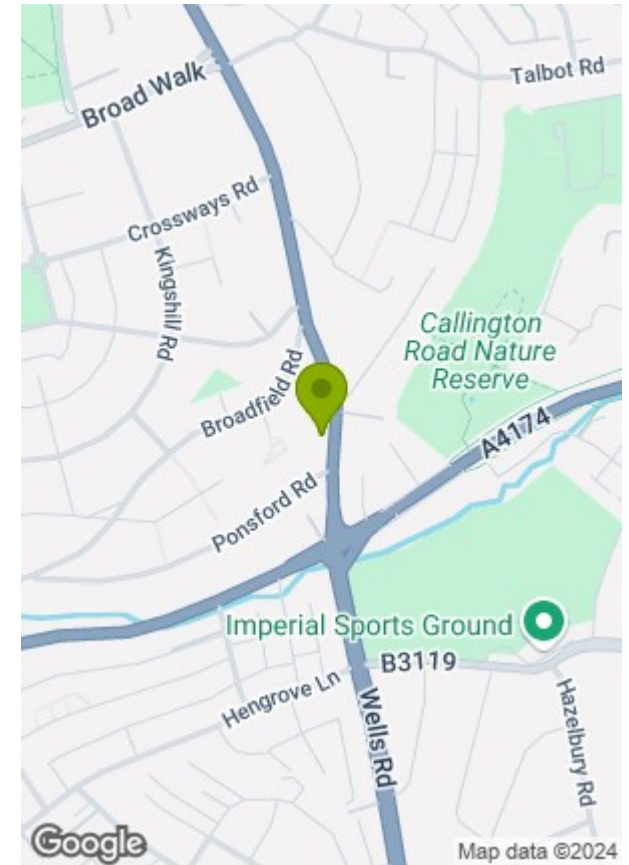 Talbot Rd
Broad Walk
Crossways Rd
Kingshill Rd
Callington
Road Nature
Reserve
Broadfield Rd
A4174
Ponsford Rd
Imperial Sports Ground
B3119
Hengrove Ln
Wells Rd
Hazelbury Rd
Google
Map data ©2024